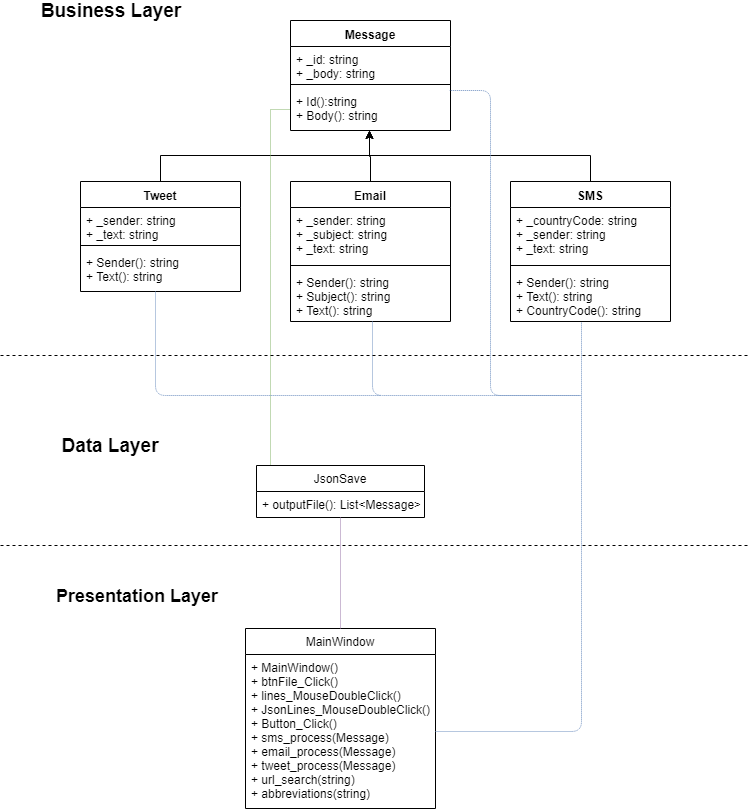 Business Layer
Message
+ _id: string
+ _body: string
+ Id():string
+ Body(): string
Tweet
+ _sender: string
+ _text: string
+ Sender(): string
+ Text(): string
Email
+ _sender: string
+ _subject: string
+ _text: string
+ Sender(): string
+ Subject(): string
+ Text(): string
SMS
+ _countryCode: string
+ _sender: string
+ _text: string
+ Sender(): string
+ Text(): string
+ CountryCode(): string
Data Layer
JsonSave
+ outputFile(): List<Message>
Presentation Layer
MainWindow
+ MainWindow()
+ btnFile_Click()
+ lines_MouseDoubleClick()
+ JsonLines_MouseDoubleClick()
+ Button_Click()
+ sms_process(Message)
+ email_process(Message)
+ tweet_process(Message)
+ url_search(string)
+ abbreviations(string)